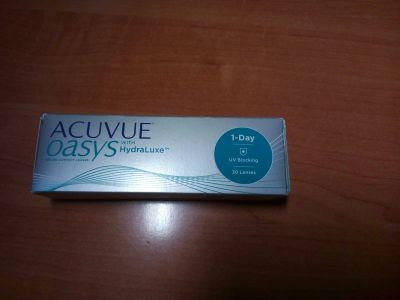 ACUVUE
oasys WITH
HydraLuxe™
1-Day
UV Blocking
30 Lenses